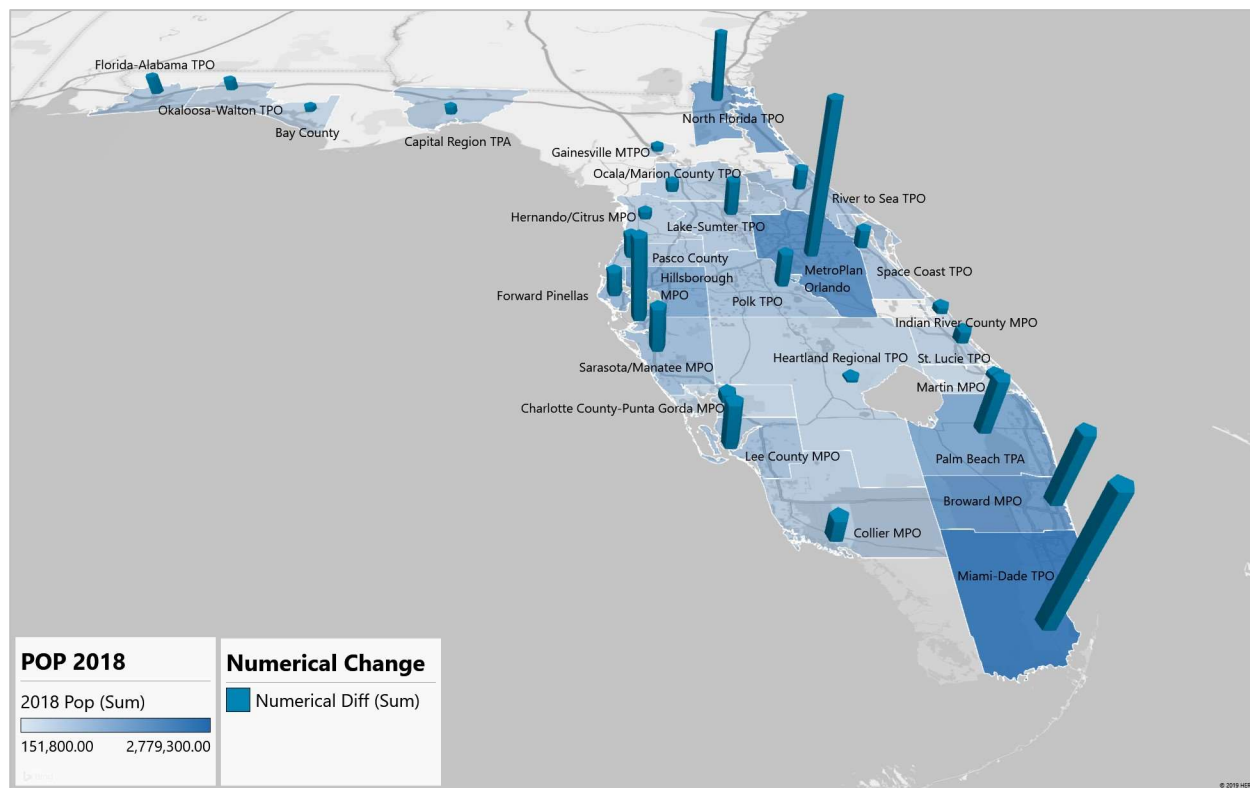 Florida-Alabama TPO
Okaloosa-Walton TPO
Bay County
Capital Region TPA
North Florida TPO
Gainesville MTPO
Ocala/Marion County TPO
River to Sea TPO
Hernando/Citrus MPO
Lake-Sumter TPO
Pasco County
MetroPlan
Orlando
Space Coast TPO
Hillsborough
MPO
Forward Pinellas
Polk TPO
Indian River County MPO
Heartland Regional TPO
St. Lucie TPO
Sarasota/Manatee MPO
Martin MPO
Charlotte County-Punta Gorda MPO
Lee County MPO
Palm Beach TPA
Broward MPO
Collier MPO
Miami-Dade TPO
POP 2018
2018 Pop (Sum)
151,800.00 2,779,300.00
Numerical Change
Numerical Diff (Sum)
© 2019 HER